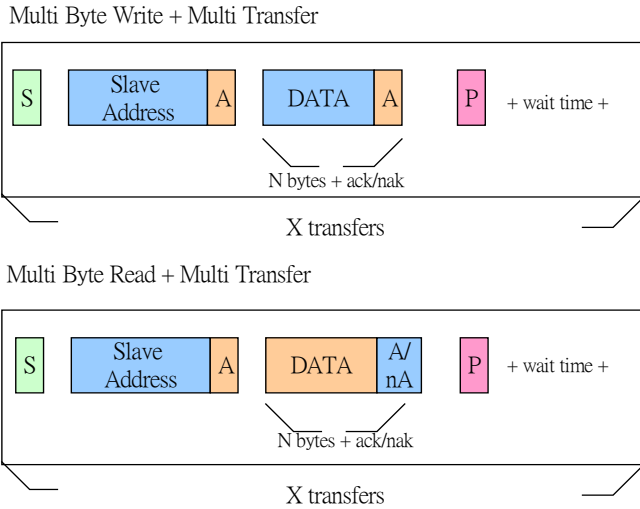 Multi Byte Write + Multi Transfer
S
Slave
Address
A
DATA
A
P
+ wait time +
N bytes + ack/nak
X transfers
Multi Byte Read + Multi Transfer
S
Slave
Address
A
DATA
A/
nA
P
+ wait time +
N bytes + ack/nak
X transfers